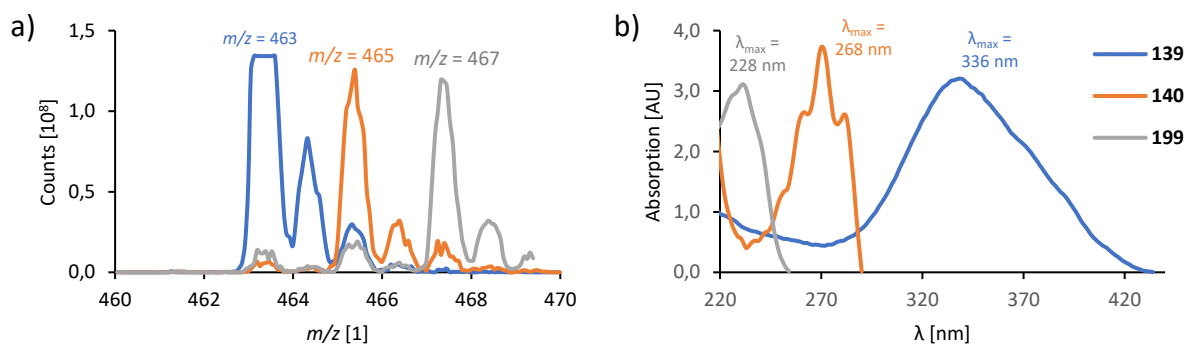 a)
Counts [10⁸]
1,5
1,0
0,5
0,0
m/z = 463
m/z = 465
m/z = 467
460 462 464 466 468 470
m/z [1]
b)
Absorption [AU]
4,0
3,0
2,0
1,0
0,0
λmax =
228 nm
λmax =
268 nm
λmax =
336 nm
220 270 320 370 420
λ [nm]
139
140
199